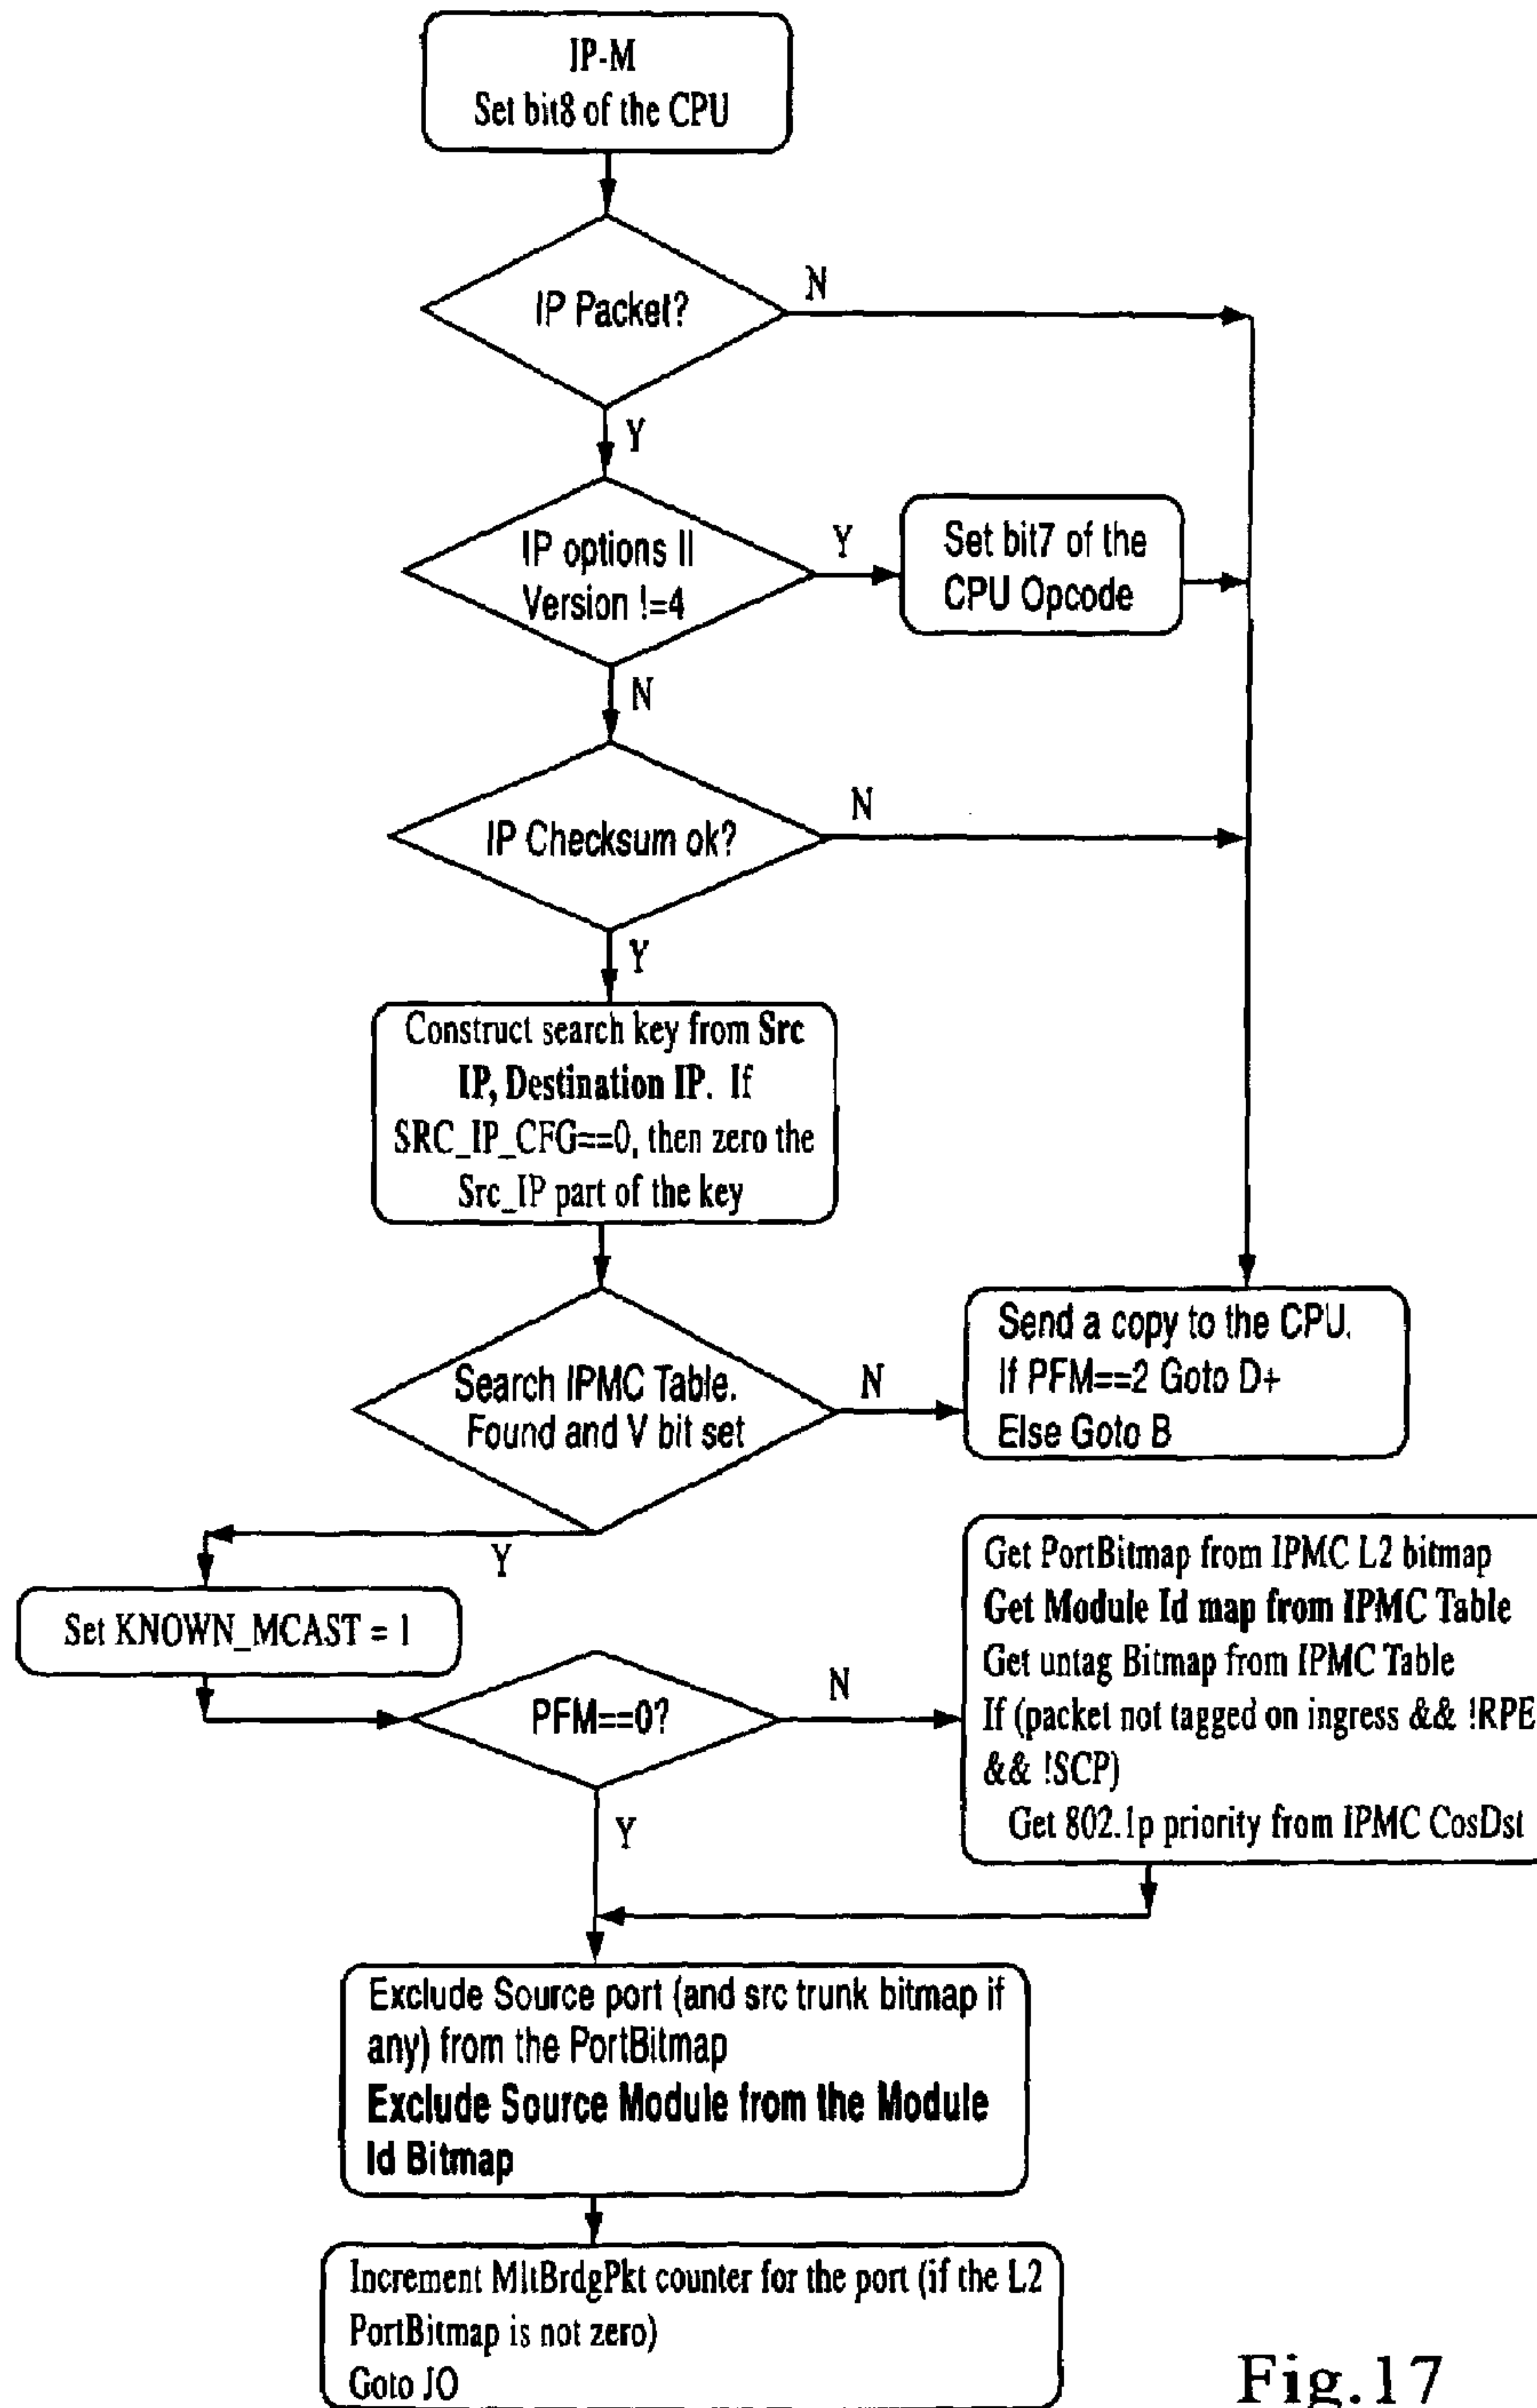 IP-M
Set bit8 of the CPU
IP Packet?
N
Y
IP options ||
Version !=4
Y
Set bit7 of the
CPU Opcode
N
IP Checksum ok?
N
Y
Construct search key from Src
IP, Destination IP. If
SRC_IP_CFG==0, then zero the
Src_IP part of the key
Search IPMC Table.
Found and V bit set
N
Send a copy to the CPU.
If PFM==2 Goto D+
Else Goto B
Y
Set KNOWN_MCAST = 1
PFM==0?
N
Get PortBitmap from IPMC L2 bitmap
Get Module Id map from IPMC Table
Get untag Bitmap from IPMC Table
If (packet not tagged on ingress && !RPE
&& !SCP)
Get 802.1p priority from IPMC CosDst
Y
Exclude Source port (and src trunk bitmap if
any) from the PortBitmap
Exclude Source Module from the Module
Id Bitmap
Increment MltBrdgPkt counter for the port (if the L2
PortBitmap is not zero)
Goto JO
Fig.17